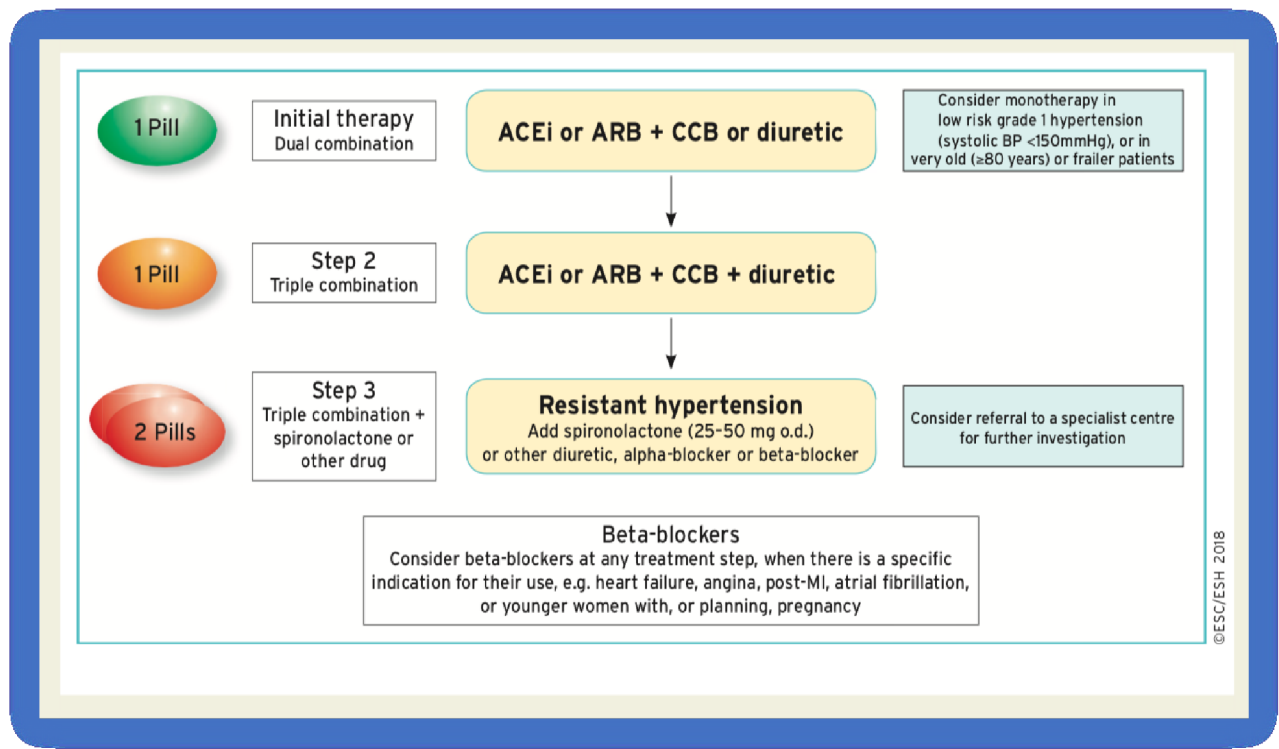 1 Pill
Initial therapy
Dual combination
ACEi or ARB + CCB or diuretic
Consider monotherapy in
low risk grade 1 hypertension
(systolic BP <150mmHg), or in
very old (≥80 years) or frailer patients
1 Pill
Step 2
Triple combination
ACEi or ARB + CCB + diuretic
2 Pills
Step 3
Triple combination +
spironolactone or
other drug
Resistant hypertension
Add spironolactone (25–50 mg o.d.)
or other diuretic, alpha-blocker or beta-blocker
Consider referral to a specialist centre
for further investigation
Beta-blockers
Consider beta-blockers at any treatment step, when there is a specific
indication for their use, e.g. heart failure, angina, post-MI, atrial fibrillation,
or younger women with, or planning, pregnancy
©ESC/ESH 2018